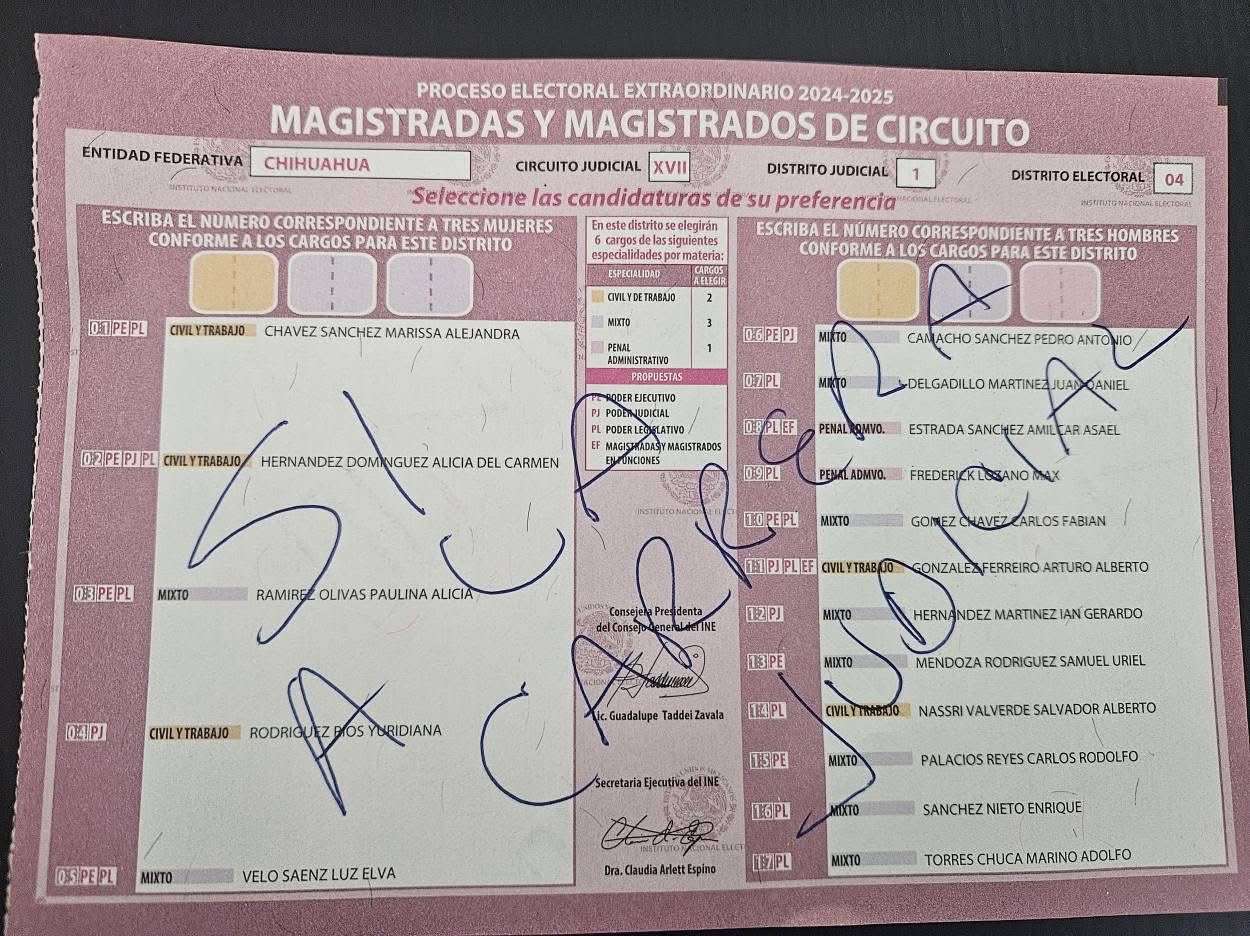 PROCESO ELECTORAL EXTRAORDINARIO 2024-2025
MAGISTRADAS Y MAGISTRADOS DE CIRCUITO
ENTIDAD FEDERATIVA CHIHUAHUA CIRCUITO JUDICIAL XVII DISTRITO JUDICIAL 1 DISTRITO ELECTORAL 04
INSTITUTO NACIONAL ELECTORAL
Seleccione las candidaturas de su preferencia
ESCRIBA EL NÚMERO CORRESPONDIENTE A TRES MUJERES
CONFORME A LOS CARGOS PARA ESTE DISTRITO
01 PE PL CIVIL Y TRABAJO CHAVEZ SANCHEZ MARISSA ALEJANDRA
02 PE PJ PL CIVIL Y TRABAJO HERNANDEZ DOMINGUEZ ALICIA DEL CARMEN
03 PE PL MIXTO RAMIREZ OLIVAS PAULINA ALICIA
04 PJ CIVIL Y TRABAJO RODRIGUEZ RIOS YURIDIANA
05 PE PL MIXTO VELO SAENZ LUZ ELVA
En este distrito se elegirán
6 cargos de las siguientes
especialidades por materia:
ESPECIALIDAD CARGOS A ELEGIR
CIVIL Y DE TRABAJO 2
MIXTO 3
PENAL ADMINISTRATIVO 1
PROPUESTAS
PE PODER EJECUTIVO
PJ PODER JUDICIAL
PL PODER LEGISLATIVO
EF MAGISTRADAS Y MAGISTRADOS
EN FUNCIONES
INSTITUTO NACIONAL ELECT
Consejera Presidenta
del Consejo General del INE
Lic. Guadalupe Taddei Zavala
Secretaria Ejecutiva del INE
INSTITUTO NACIONAL ELECT
Dra. Claudia Arlett Espino
ESCRIBA EL NÚMERO CORRESPONDIENTE A TRES HOMBRES
CONFORME A LOS CARGOS PARA ESTE DISTRITO
06 PE PJ MIXTO CAMACHO SANCHEZ PEDRO ANTONIO
07 PL MIXTO DELGADILLO MARTINEZ JUAN DANIEL
08 PL EF PENAL ADMVO. ESTRADA SANCHEZ AMILCAR ASAEL
09 PL PENAL ADMVO. FREDERICK LOZANO MAX
10 PE PL MIXTO GOMEZ CHAVEZ CARLOS FABIAN
11 PJ PL EF CIVIL Y TRABAJO GONZALEZ FERREIRO ARTURO ALBERTO
12 PJ MIXTO HERNANDEZ MARTINEZ IAN GERARDO
13 PE MIXTO MENDOZA RODRIGUEZ SAMUEL URIEL
14 PL CIVIL Y TRABAJO NASSRI VALVERDE SALVADOR ALBERTO
15 PE MIXTO PALACIOS REYES CARLOS RODOLFO
16 PL MIXTO SANCHEZ NIETO ENRIQUE
17 PL MIXTO TORRES CHUCA MARINO ADOLFO
SI A
LA CARRERA
JUDICIAL